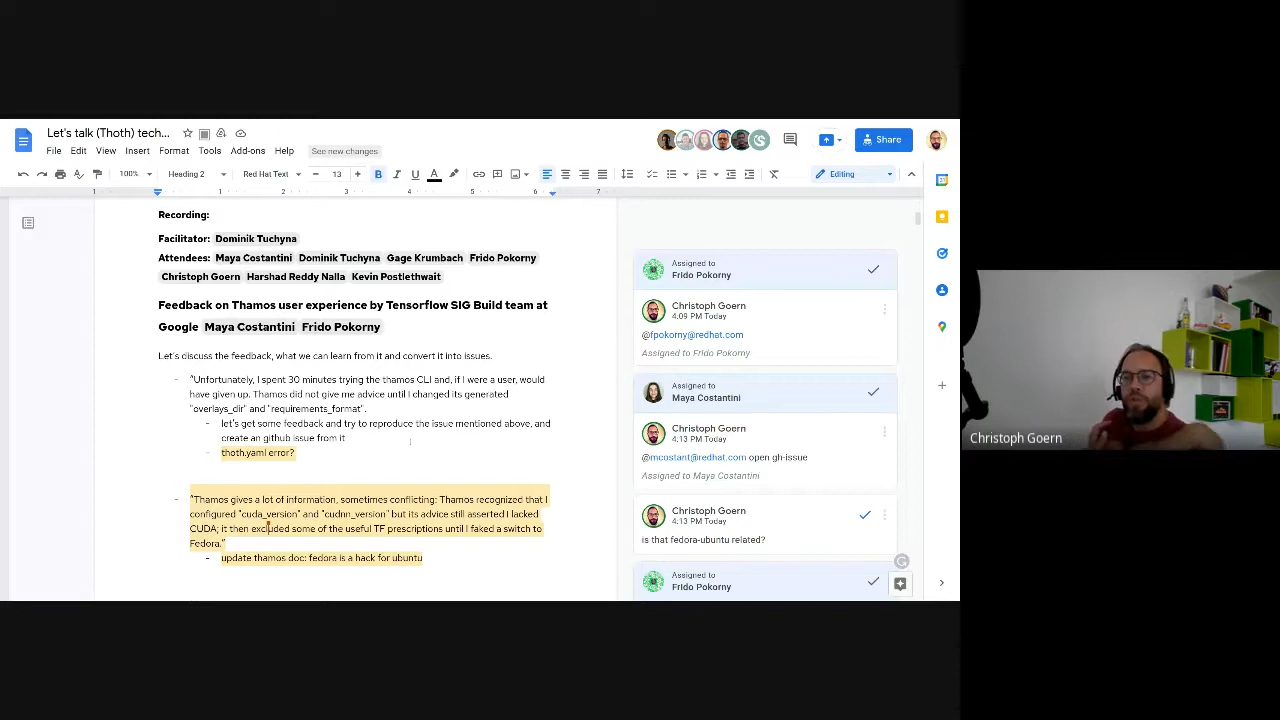 Let's talk (Thoth) tech...
File Edit View Insert Format Tools Add-ons Help See new changes
Share
100% Heading 2 Red Hat Text 13 B I U A Editing
1 1 2 3 4 5 6 7
Recording:
Facilitator: Dominik Tuchyna
Attendees: Maya Costantini Dominik Tuchyna Gage Krumbach Frido Pokorny
Christoph Goern Harshad Reddy Nalla Kevin Postlethwait
Feedback on Thamos user experience by Tensorflow SIG Build team at
Google Maya Costantini Frido Pokorny
Let's discuss the feedback, what we can learn from it and convert it into issues.
- "Unfortunately, I spent 30 minutes trying the thamos CLI and, if I were a user, would
have given up. Thamos did not give me advice until I changed its generated
"overlays_dir" and "requirements_format".
- let's get some feedback and try to reproduce the issue mentioned above, and
create an github issue from it
- thoth.yaml error?
- "Thamos gives a lot of information, sometimes conflicting: Thamos recognized that I
configured "cuda_version" and "cudnn_version" but its advice still asserted I lacked
CUDA; it then excluded some of the useful TF prescriptions until I faked a switch to
Fedora."
- update thamos doc: fedora is a hack for ubuntu
Assigned to
Frido Pokorny
Christoph Goern
4:09 PM Today
@fpokorny@redhat.com
Assigned to Frido Pokorny
Assigned to
Maya Costantini
Christoph Goern
4:13 PM Today
@mcostant@redhat.com open gh-issue
Assigned to Maya Costantini
Christoph Goern
4:13 PM Today
is that fedora-ubuntu related?
Assigned to
Frido Pokorny
Christoph Goern